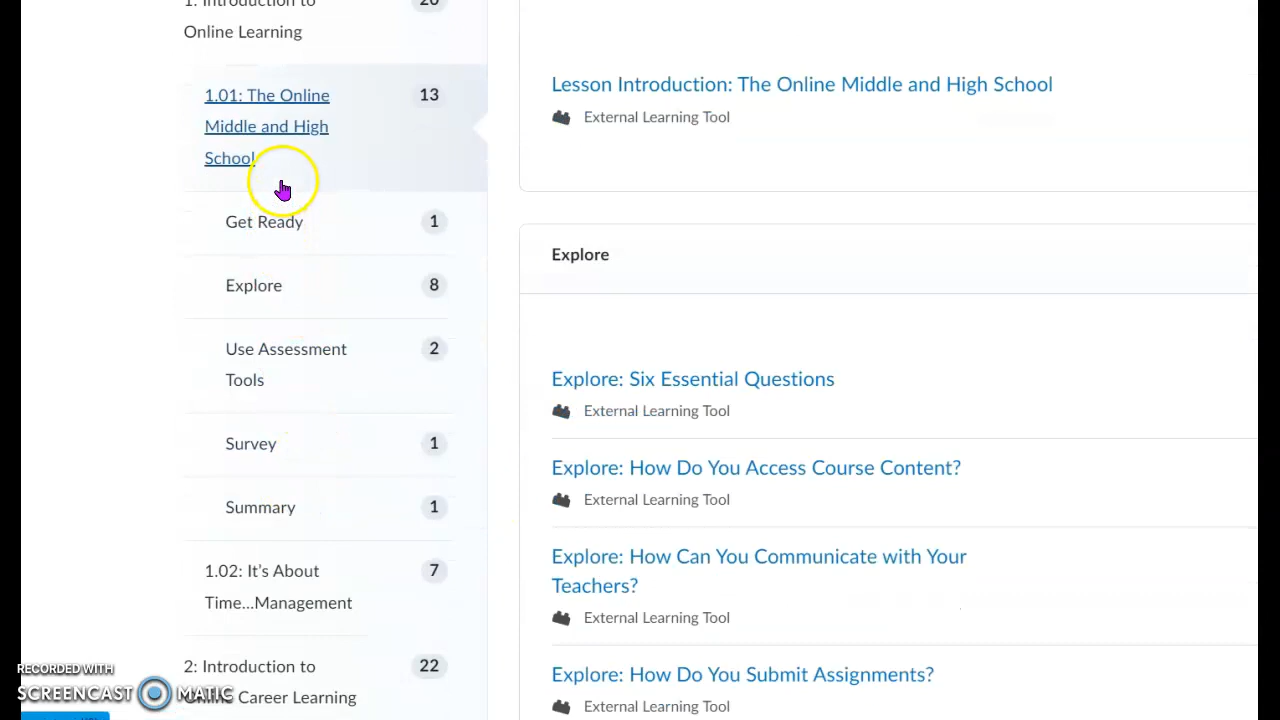 1: Introduction to
20
Online Learning
1.01: The Online
13
Middle and High
School
Get Ready
1
Explore
8
Use Assessment
2
Tools
Survey
1
Summary
1
1.02: It's About
7
Time...Management
2: Introduction to
22
Online Career Learning
Lesson Introduction: The Online Middle and High School
External Learning Tool
Explore
Explore: Six Essential Questions
External Learning Tool
Explore: How Do You Access Course Content?
External Learning Tool
Explore: How Can You Communicate with Your
Teachers?
External Learning Tool
Explore: How Do You Submit Assignments?
External Learning Tool
RECORDED WITH
SCREENCAST MATIC